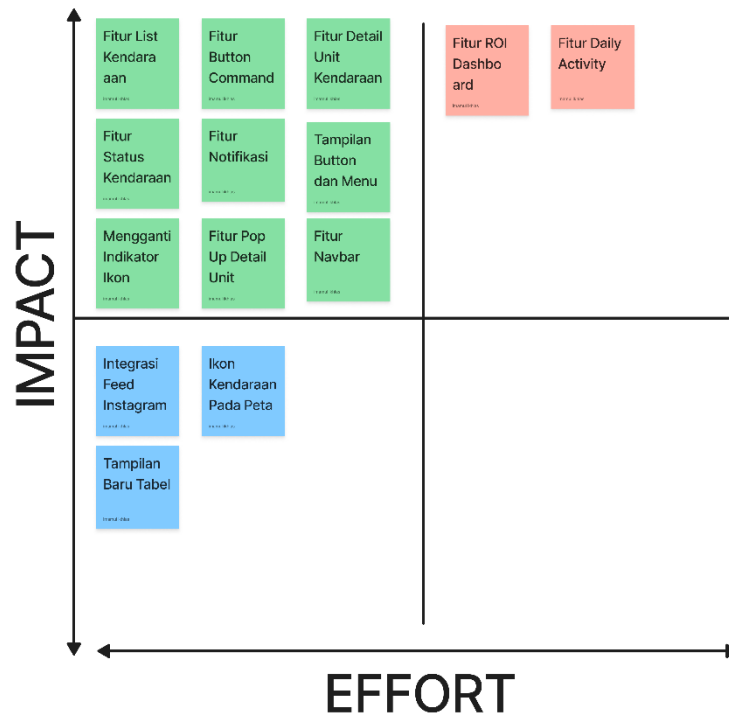 Fitur List
Kendara
aan
Fitur
Button
Command
Fitur Detail
Unit
Kendaraan
Fitur ROI
Dashbo
ard
Fitur Daily
Activity
Fitur
Status
Kendaraan
Fitur
Notifikasi
Tampilan
Button
dan Menu
Mengganti
Indikator
Ikon
Fitur Pop
Up Detail
Unit
Fitur
Navbar
IMPACT
Integrasi
Feed
Instagram
Ikon
Kendaraan
Pada Peta
Tampilan
Baru Tabel
EFFORT